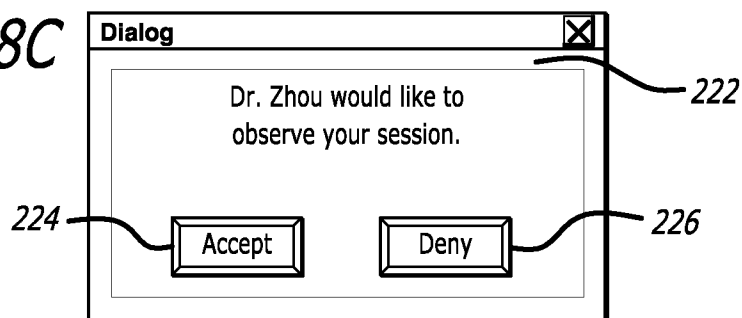 8C
Dialog
222
Dr. Zhou would like to
observe your session.
224
Accept
Deny
226